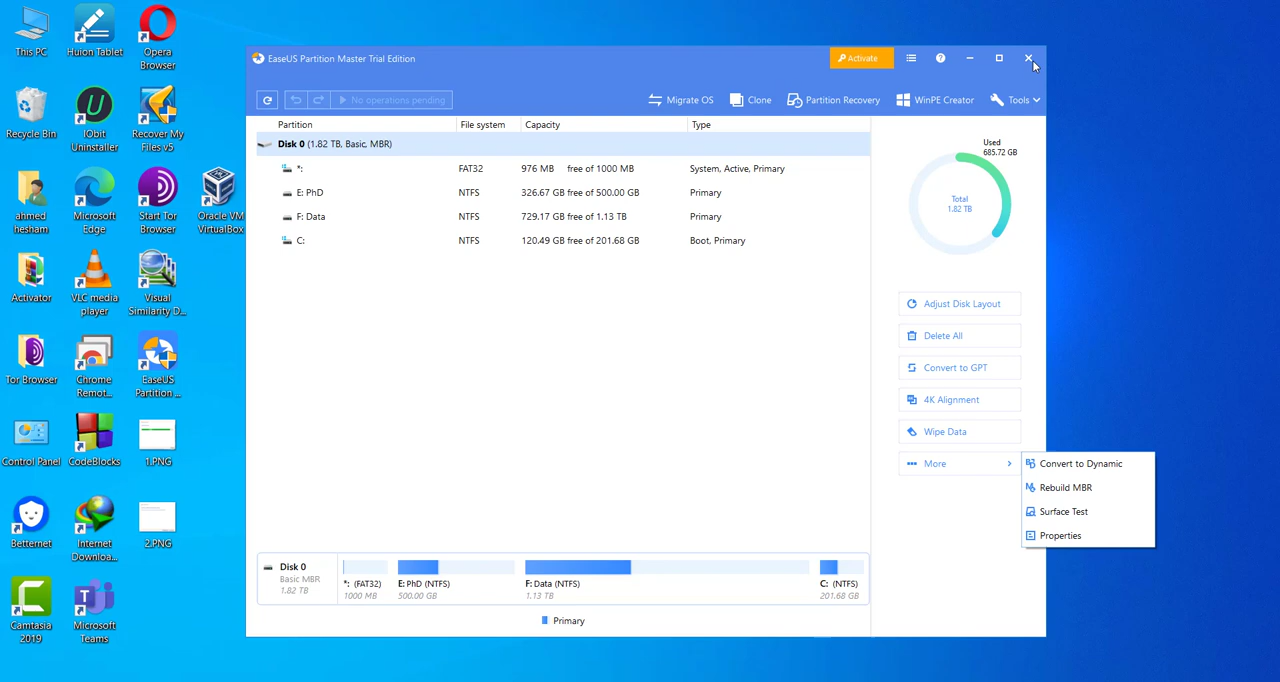 This PC
Huion Tablet
Opera
Browser
Recycle Bin
IObit
Uninstaller
Recover My
Files v5
ahmed
hesham
Microsoft
Edge
Start Tor
Browser
Oracle VM
VirtualBox
Activator
VLC media
player
Visual
Similarity D...
Tor Browser
Chrome
Remot...
EaseUS
Partition ...
Control Panel
CodeBlocks
1.PNG
Betternet
Internet
Downloa...
2.PNG
Camtasia
2019
Microsoft
Teams
EaseUS Partition Master Trial Edition
Activate
No operations pending
Migrate OS
Clone
Partition Recovery
WinPE Creator
Tools
Partition File system Capacity Type
Disk 0 (1.82 TB, Basic, MBR)
*: FAT32 976 MB free of 1000 MB System, Active, Primary
E: PhD NTFS 326.67 GB free of 500.00 GB Primary
F: Data NTFS 729.17 GB free of 1.13 TB Primary
C: NTFS 120.49 GB free of 201.68 GB Boot, Primary
Used
685.72 GB
Total
1.82 TB
Adjust Disk Layout
Delete All
Convert to GPT
4K Alignment
Wipe Data
More
Convert to Dynamic
Rebuild MBR
Surface Test
Properties
Disk 0
Basic MBR
1.82 TB
*: (FAT32)
1000 MB
E: PhD (NTFS)
500.00 GB
F: Data (NTFS)
1.13 TB
C: (NTFS)
201.68 GB
Primary